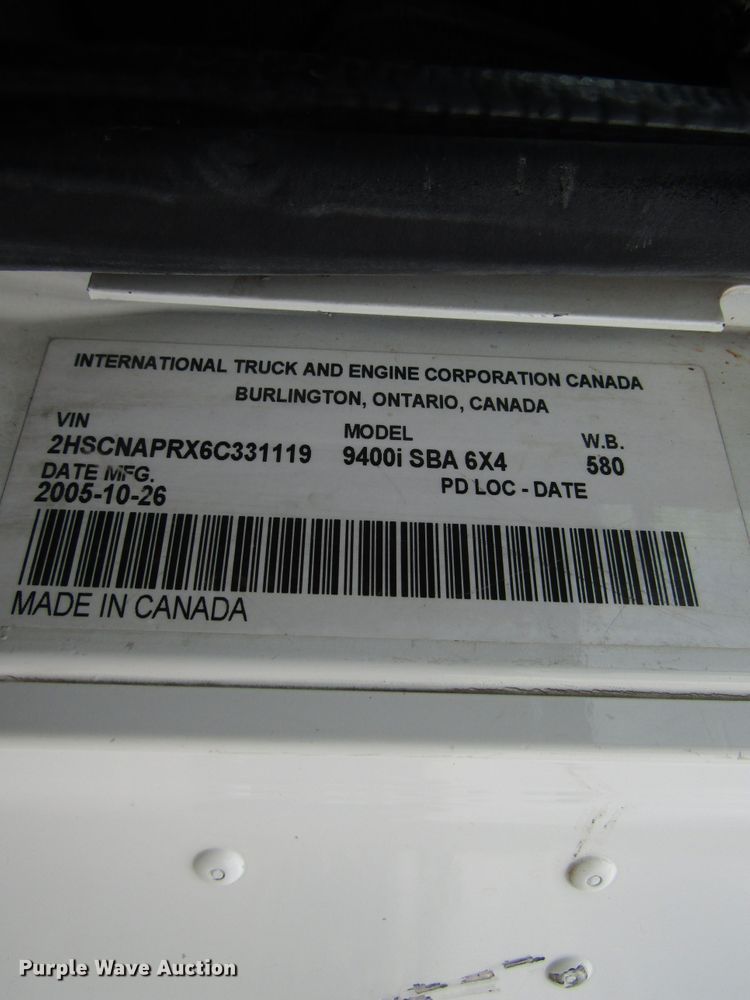 INTERNATIONAL TRUCK AND ENGINE CORPORATION CANADA
BURLINGTON, ONTARIO, CANADA
VIN MODEL W.B.
2HSCNAPRX6C331119 9400i SBA 6X4 580
DATE MFG. PD LOC - DATE
2005-10-26
MADE IN CANADA
Purple Wave Auction